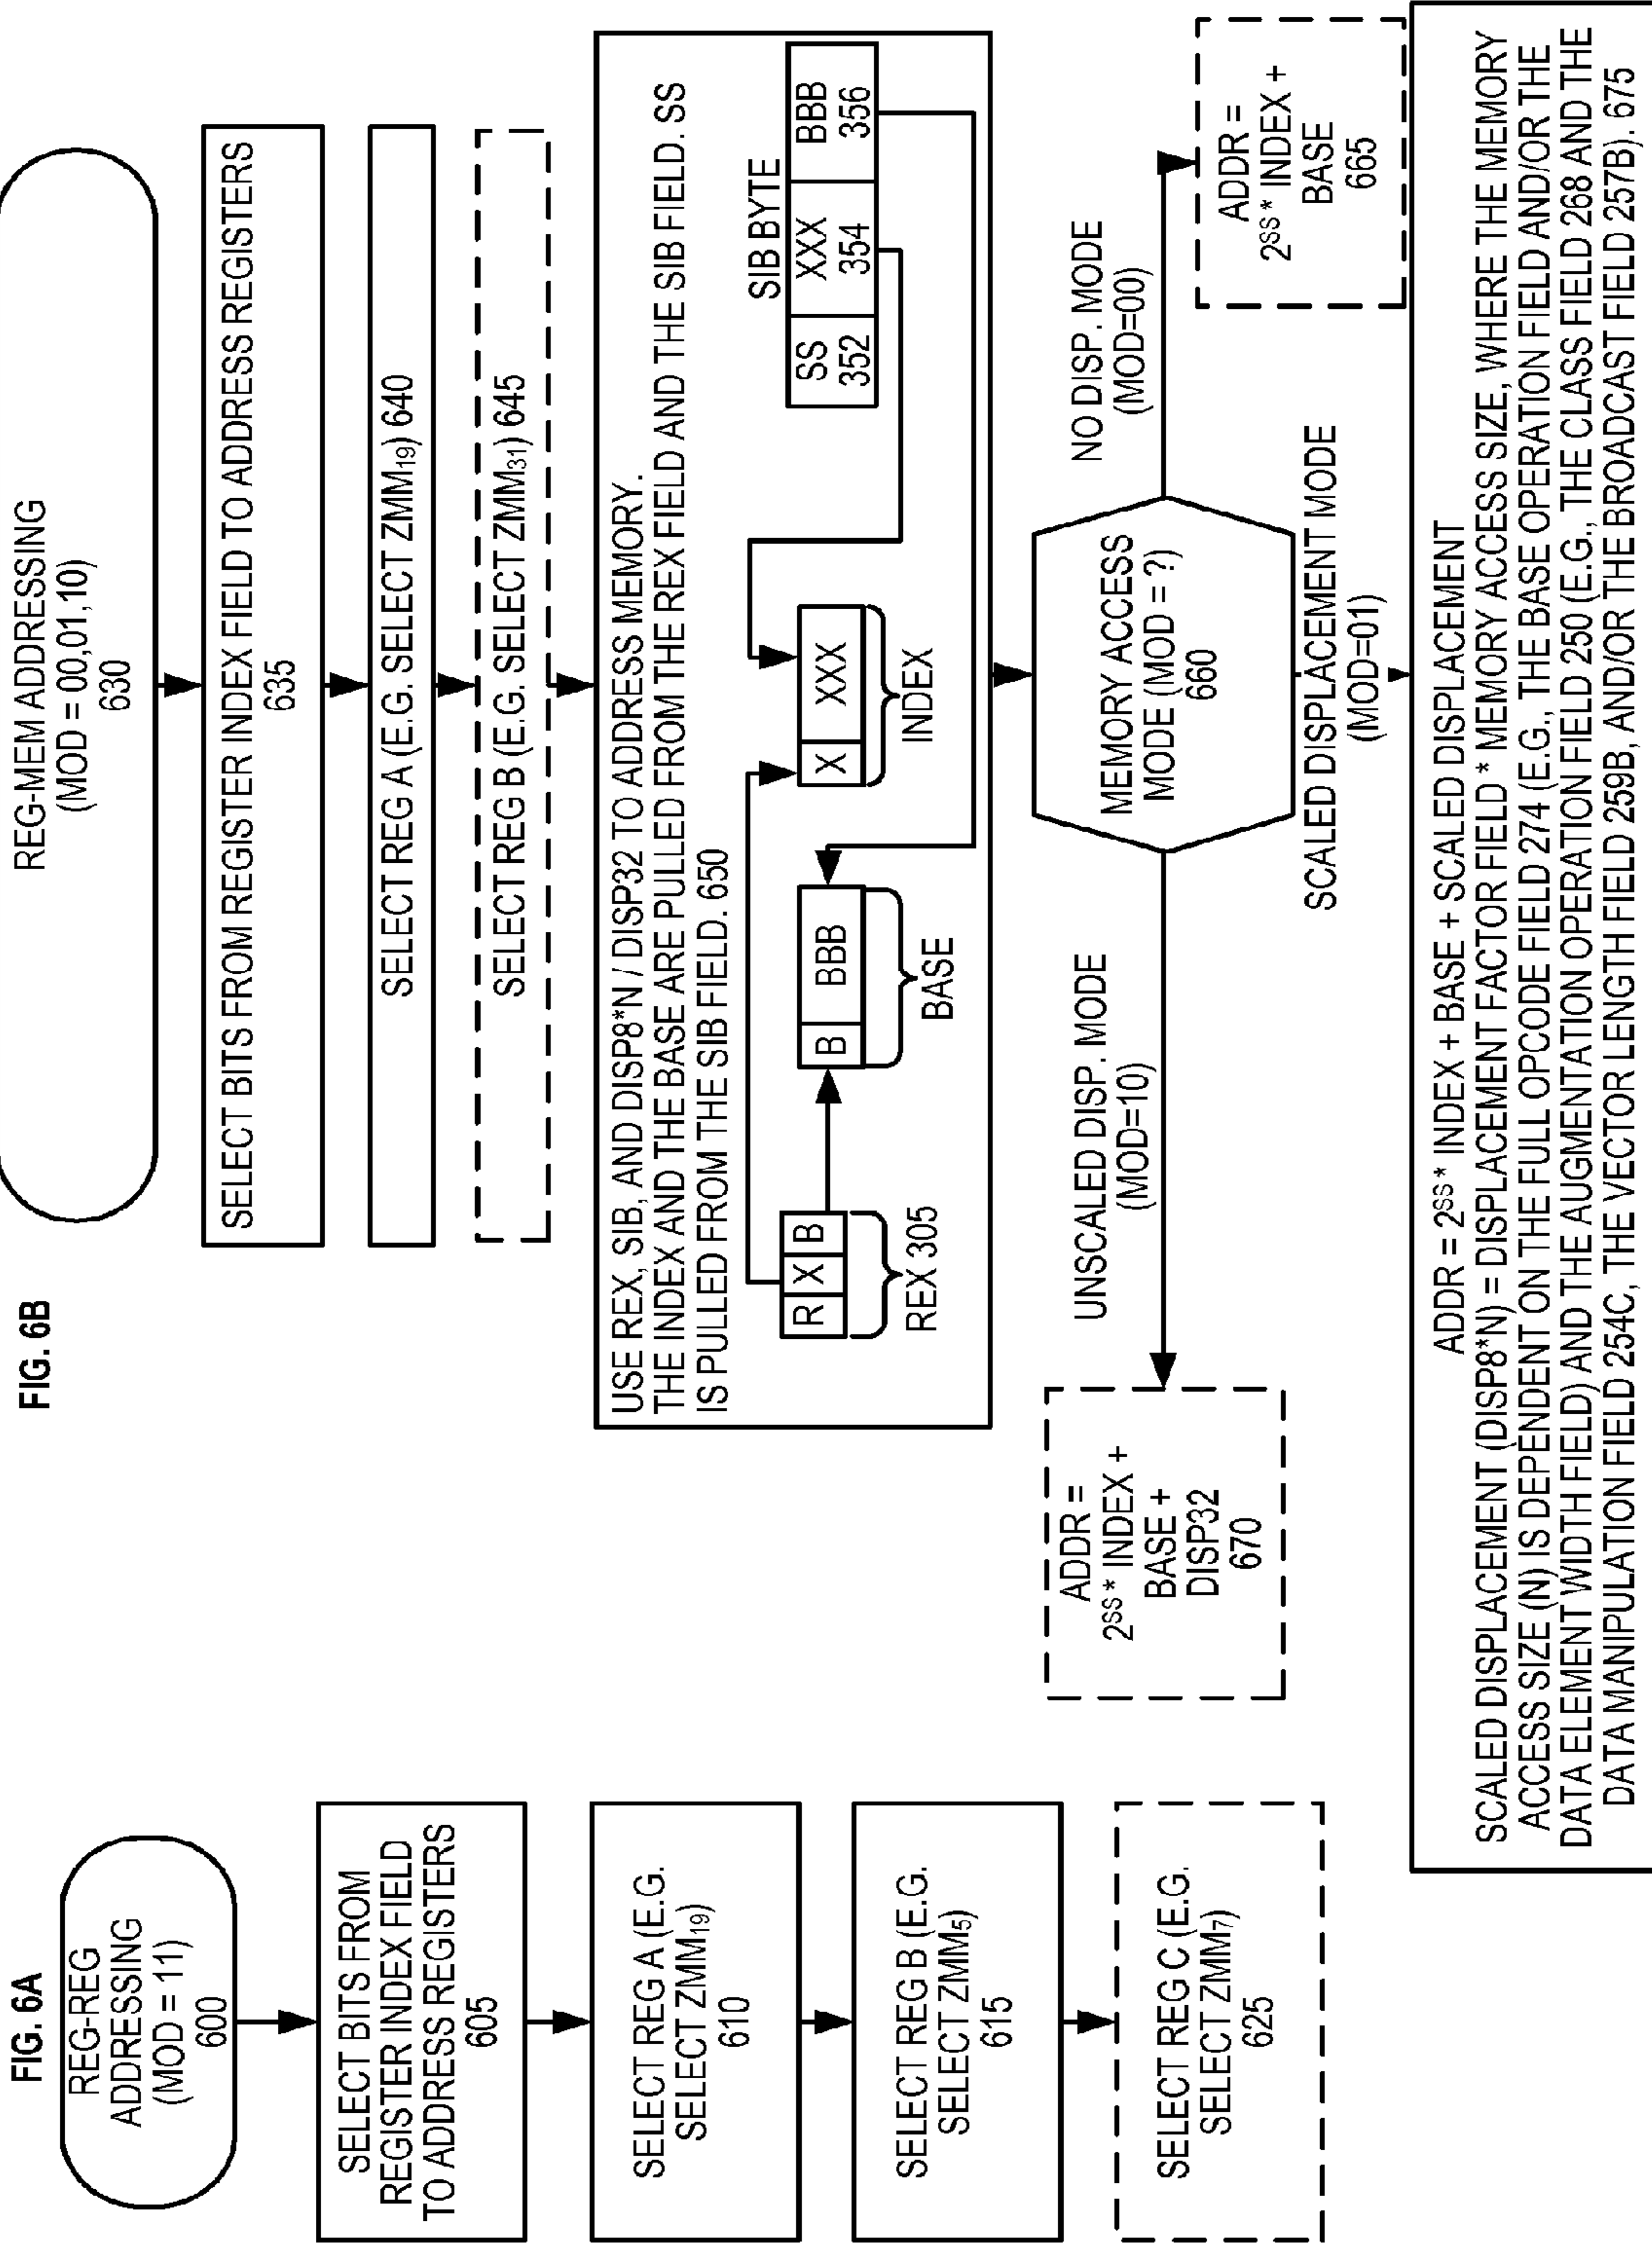 FIG. 6A
REG-REG
ADDRESSING
(MOD = 11)
600
SELECT BITS FROM
REGISTER INDEX FIELD
TO ADDRESS REGISTERS
605
SELECT REG A (E.G.
SELECT ZMM₁₉)
610
SELECT REG B (E.G.
SELECT ZMM₅)
615
SELECT REG C (E.G.
SELECT ZMM₇)
625
FIG. 6B
REG-MEM ADDRESSING
(MOD = 00,01,10)
630
SELECT BITS FROM REGISTER INDEX FIELD TO ADDRESS REGISTERS
635
SELECT REG A (E.G. SELECT ZMM₁₉) 640
SELECT REG B (E.G. SELECT ZMM₃₁) 645
USE REX, SIB, AND DISP8*N / DISP32 TO ADDRESS MEMORY.
THE INDEX AND THE BASE ARE PULLED FROM THE REX FIELD AND THE SIB FIELD. SS
IS PULLED FROM THE SIB FIELD. 650
SIB BYTE
SS XXX BBB
352 354 356
R X B
REX 305
B BBB
BASE
X XXX
INDEX
MEMORY ACCESS
MODE (MOD = ?)
660
UNSCALED DISP. MODE
(MOD=10)
NO DISP. MODE
(MOD=00)
SCALED DISPLACEMENT MODE
(MOD=01)
ADDR =
2ˢˢ* INDEX +
BASE +
DISP32
670
ADDR =
2ˢˢ* INDEX +
BASE
665
ADDR = 2ˢˢ* INDEX + BASE + SCALED DISPLACEMENT
SCALED DISPLACEMENT (DISP8*N) = DISPLACEMENT FACTOR FIELD * MEMORY ACCESS SIZE, WHERE THE MEMORY
ACCESS SIZE (N) IS DEPENDENT ON THE FULL OPCODE FIELD 274 (E.G., THE BASE OPERATION FIELD AND/OR THE
DATA ELEMENT WIDTH FIELD) AND THE AUGMENTATION OPERATION FIELD 250 (E.G., THE CLASS FIELD 268 AND THE
DATA MANIPULATION FIELD 254C, THE VECTOR LENGTH FIELD 259B, AND/OR THE BROADCAST FIELD 257B). 675